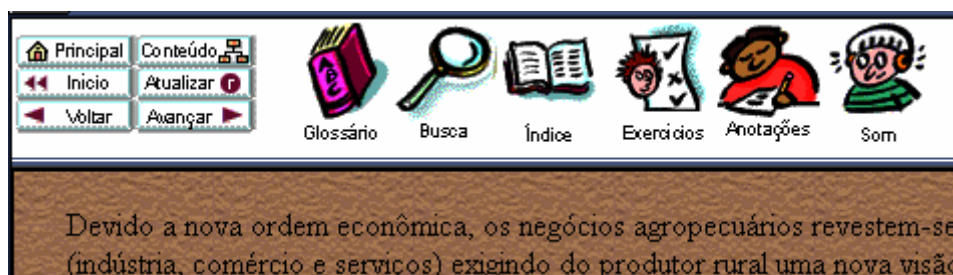 Principal Conteúdo
Inicio Atualizar
Voltar Avançar
Glossário Busca Índice Exercicios Anotações Som
Devido a nova ordem econômica, os negócios agropecuários revestem-se
(indústria, comércio e serviços) exigindo do produtor rural uma nova visão